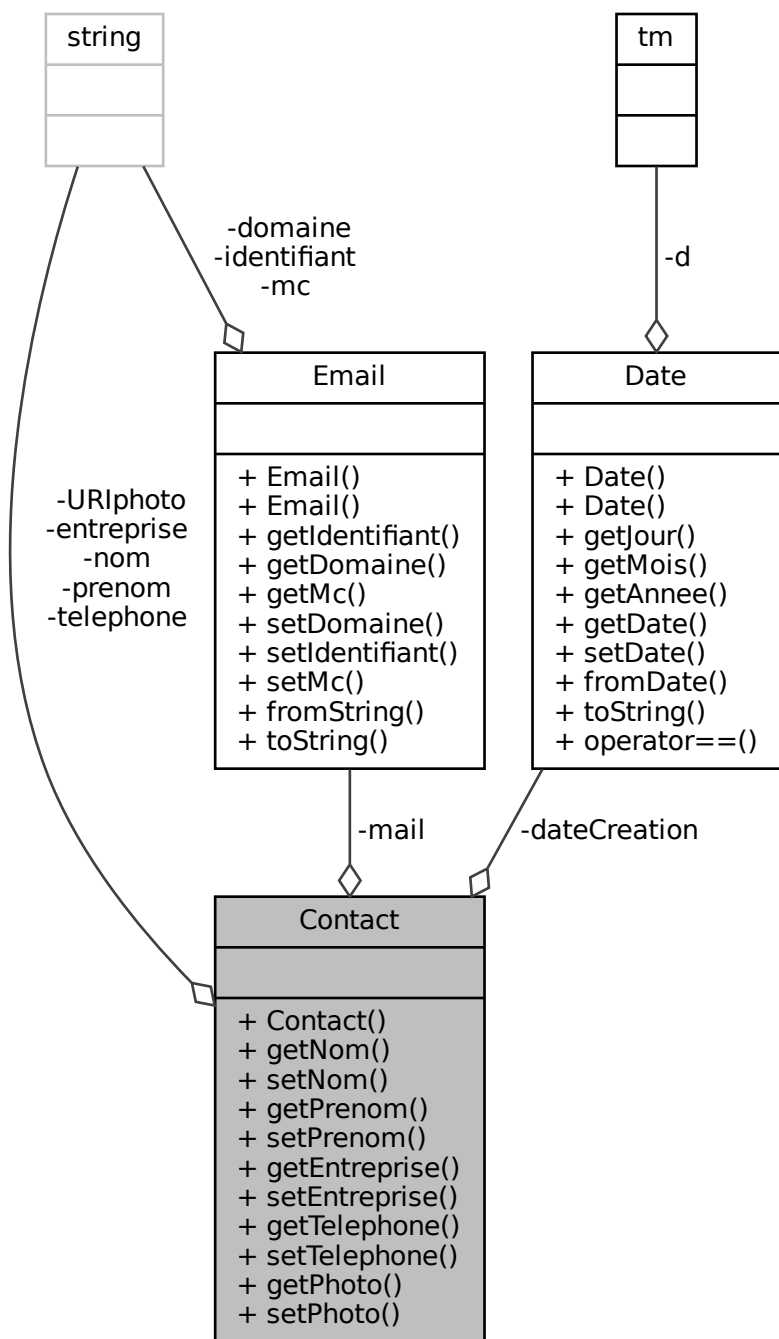 string
tm
-domaine
-identifiant
-mc
-d
Email
+ Email()
+ Email()
+ getIdentifiant()
+ getDomaine()
+ getMc()
+ setDomaine()
+ setIdentifiant()
+ setMc()
+ fromString()
+ toString()
Date
+ Date()
+ Date()
+ getJour()
+ getMois()
+ getAnnee()
+ getDate()
+ setDate()
+ fromDate()
+ toString()
+ operator==()
-URIphoto
-entreprise
-nom
-prenom
-telephone
-mail
-dateCreation
Contact
+ Contact()
+ getNom()
+ setNom()
+ getPrenom()
+ setPrenom()
+ getEntreprise()
+ setEntreprise()
+ getTelephone()
+ setTelephone()
+ getPhoto()
+ setPhoto()